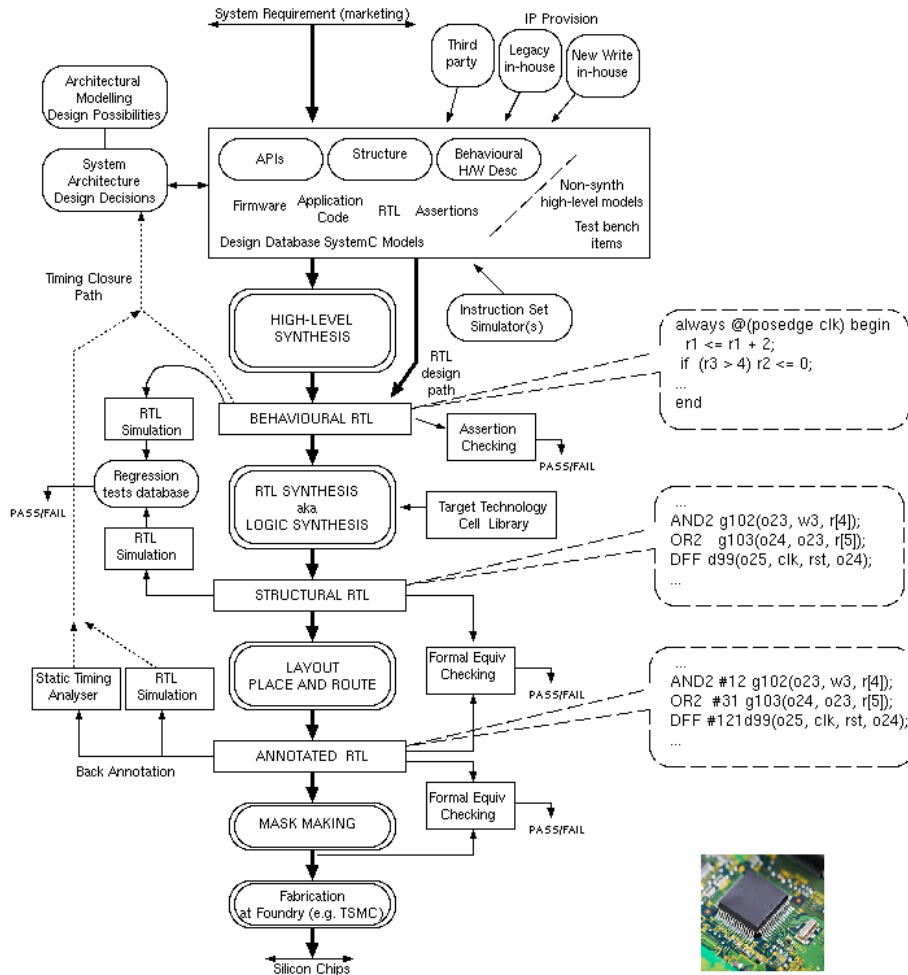 System Requirement (marketing)
IP Provision
Third
party
Legacy
in-house
New Write
in-house
Architectural
Modelling
Design Possibilities
System
Architecture
Design Decisions
APIs
Structure
Behavioural
H/W Desc
Firmware
Application
Code
RTL
Assertions
Non-synth
high-level models
Test bench
items
Design Database SystemC Models
Timing Closure
Path
HIGH-LEVEL
SYNTHESIS
Instruction Set
Simulator(s)
RTL
design
path
always @(posedge clk) begin
r1 <= r1 + 2;
if (r3 > 4) r2 <= 0;
...
end
RTL
Simulation
BEHAVIOURAL RTL
Assertion
Checking
PASS/FAIL
Regression
tests database
PASS/FAIL
RTL SYNTHESIS
aka
LOGIC SYNTHESIS
Target Technology
Cell Library
RTL
Simulation
...
AND2 g102(o23, w3, r[4]);
OR2 g103(o24, o23, r[5]);
DFF d99(o25, clk, rst, o24);
...
STRUCTURAL RTL
LAYOUT
PLACE AND ROUTE
Formal Equiv
Checking
PASS/FAIL
Static Timing
Analyser
RTL
Simulation
...
AND2 #12 g102(o23, w3, r[4]);
OR2 #31 g103(o24, o23, r[5]);
DFF #121d99(o25, clk, rst, o24);
...
ANNOTATED RTL
Back Annotation
MASK MAKING
Formal Equiv
Checking
PASS/FAIL
Fabrication
at Foundry (e.g. TSMC)
Silicon Chips